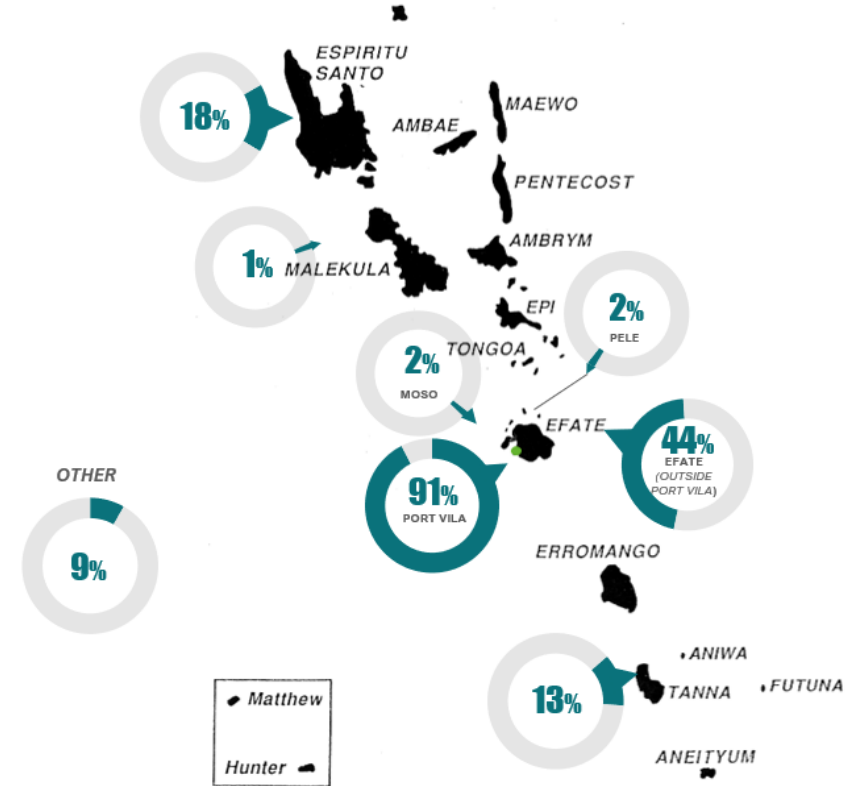 ESPIRITU
SANTO
18%
MAEWO
AMBAE
PENTECOST
AMBRYM
1%
MALEKULA
EPI
2%
PELE
TONGOA
2%
MOSO
EFATE
44%
EFATE
(OUTSIDE
PORT VILA)
91%
PORT VILA
OTHER
9%
ERROMANGO
ANIWA
TANNA
FUTUNA
13%
Matthew
Hunter
ANEITYUM